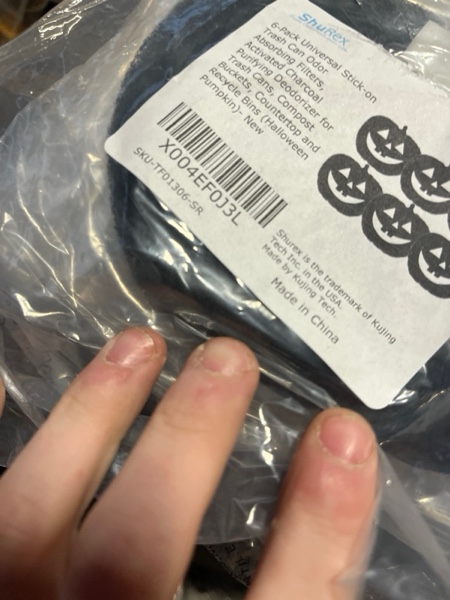 ShuRex
6-Pack Universal Stick-on
Trash Can Odor
Absorbing Filters,
Activated Charcoal
Purifying Deodorizer for
Trash Cans, Compost
Buckets, Countertop and
Recycle Bins (Halloween
Pumpkin)- New
X004EF0J3L
SKU-TF01306-SR
Shurex is the trademark of Kujing
Tech Inc. in the USA.
Made by Kujing Tech.
Made in China